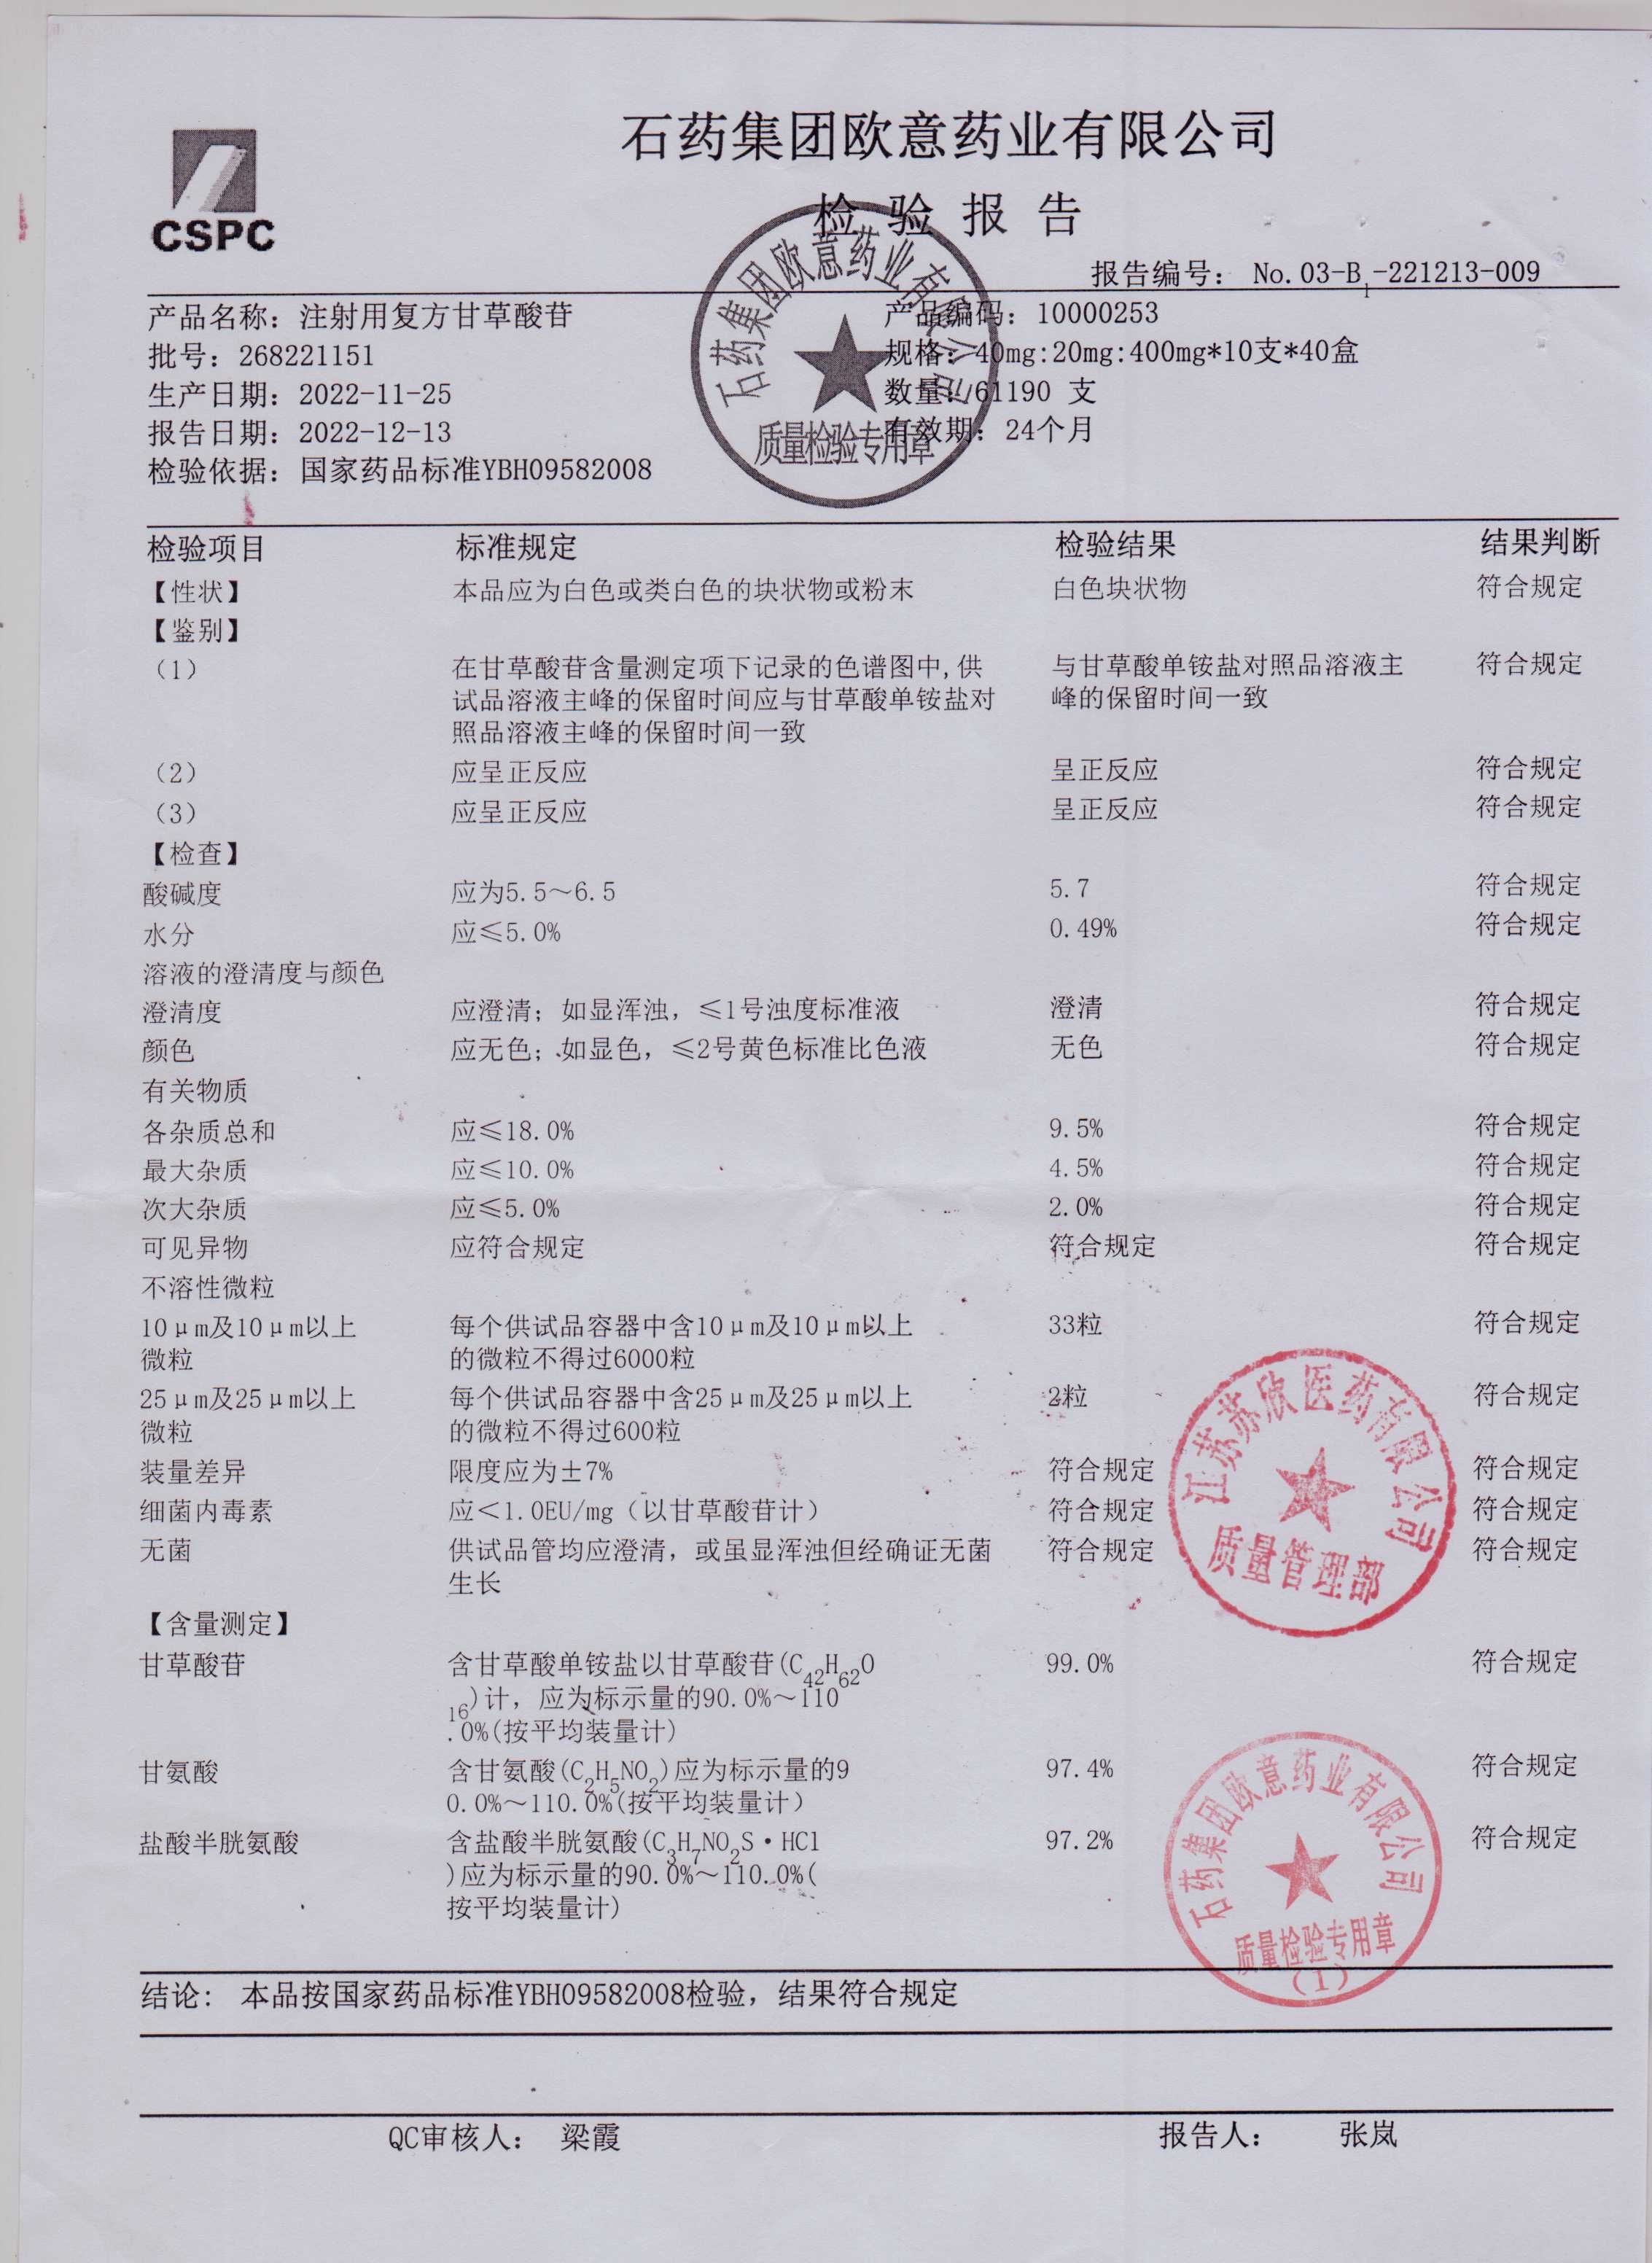 石药集团欧意药业有限公司
CSPC
检 验 报 告
报告编号： No.03-B1-221213-009
产品名称：注射用复方甘草酸苷 产品编码：10000253
批号：268221151 规格：40mg:20mg:400mg*10支*40盒
生产日期：2022-11-25 数量：61190 支
报告日期：2022-12-13 有效期：24个月
检验依据：国家药品标准YBH09582008
石药集团欧意药业有限公司
质量检验专用章
检验项目 标准规定 检验结果 结果判断
【性状】 本品应为白色或类白色的块状物或粉末 白色块状物 符合规定
【鉴别】
（1） 在甘草酸苷含量测定项下记录的色谱图中,供 与甘草酸单铵盐对照品溶液主 符合规定
试品溶液主峰的保留时间应与甘草酸单铵盐对 峰的保留时间一致
照品溶液主峰的保留时间一致
（2） 应呈正反应 呈正反应 符合规定
（3） 应呈正反应 呈正反应 符合规定
【检查】
酸碱度 应为5.5～6.5 5.7 符合规定
水分 应≤5.0% 0.49% 符合规定
溶液的澄清度与颜色
澄清度 应澄清；如显浑浊，≤1号浊度标准液 澄清 符合规定
颜色 应无色；如显色，≤2号黄色标准比色液 无色 符合规定
有关物质
各杂质总和 应≤18.0% 9.5% 符合规定
最大杂质 应≤10.0% 4.5% 符合规定
次大杂质 应≤5.0% 2.0% 符合规定
可见异物 应符合规定 符合规定 符合规定
不溶性微粒
10μm及10μm以上 每个供试品容器中含10μm及10μm以上 33粒 符合规定
微粒 的微粒不得过6000粒
25μm及25μm以上 每个供试品容器中含25μm及25μm以上 2粒 符合规定
微粒 的微粒不得过600粒
装量差异 限度应为±7% 符合规定 符合规定
细菌内毒素 应＜1.0EU/mg（以甘草酸苷计） 符合规定 符合规定
无菌 供试品管均应澄清，或虽显浑浊但经确证无菌 符合规定 符合规定
生长
江苏苏欣医药有限公司
质量管理部
【含量测定】
甘草酸苷 含甘草酸单铵盐以甘草酸苷(C42H62O 99.0% 符合规定
16)计，应为标示量的90.0%～110
.0%(按平均装量计)
甘氨酸 含甘氨酸(C2H5NO2)应为标示量的9 97.4% 符合规定
0.0%～110.0%(按平均装量计)
盐酸半胱氨酸 含盐酸半胱氨酸(C3H7NO2S·HCl 97.2% 符合规定
)应为标示量的90.0%～110.0%(
按平均装量计)
石药集团欧意药业有限公司
质量检验专用章
（1）
结论： 本品按国家药品标准YBH09582008检验，结果符合规定
QC审核人： 梁霞 报告人： 张岚